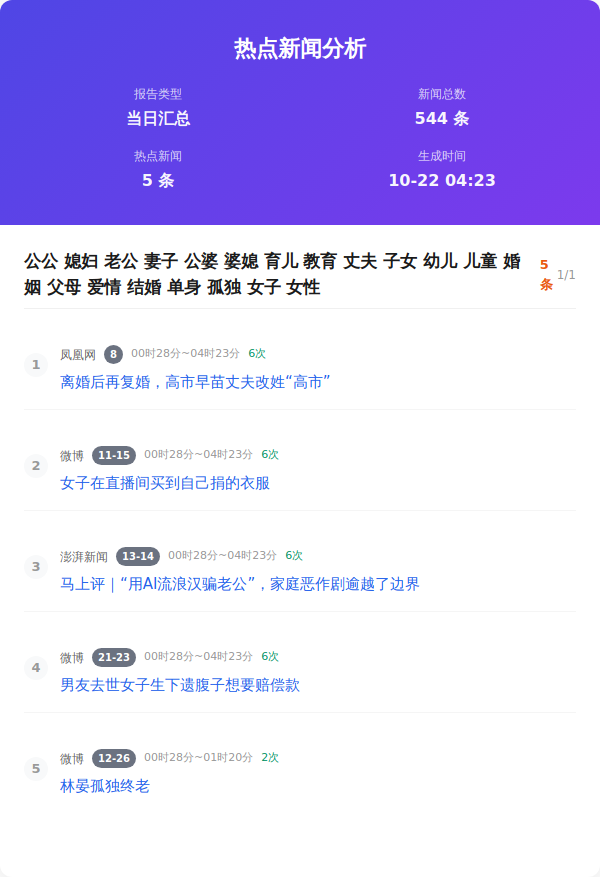 热点新闻分析
报告类型
新闻总数
当日汇总
544 条
热点新闻
生成时间
5 条
10-22 04:23
公公 媳妇 老公 妻子 公婆 婆媳 育儿 教育 丈夫 子女 幼儿 儿童 婚
姻 父母 爱情 结婚 单身 孤独 女子 女性
5
条
1/1
1
凤凰网 8 00时28分~04时23分 6次
离婚后再复婚，高市早苗丈夫改姓“高市”
2
微博 11-15 00时28分~04时23分 6次
女子在直播间买到自己捐的衣服
3
澎湃新闻 13-14 00时28分~04时23分 6次
马上评｜“用AI流浪汉骗老公”，家庭恶作剧逾越了边界
4
微博 21-23 00时28分~04时23分 6次
男友去世女子生下遗腹子想要赔偿款
5
微博 12-26 00时28分~01时20分 2次
林晏孤独终老